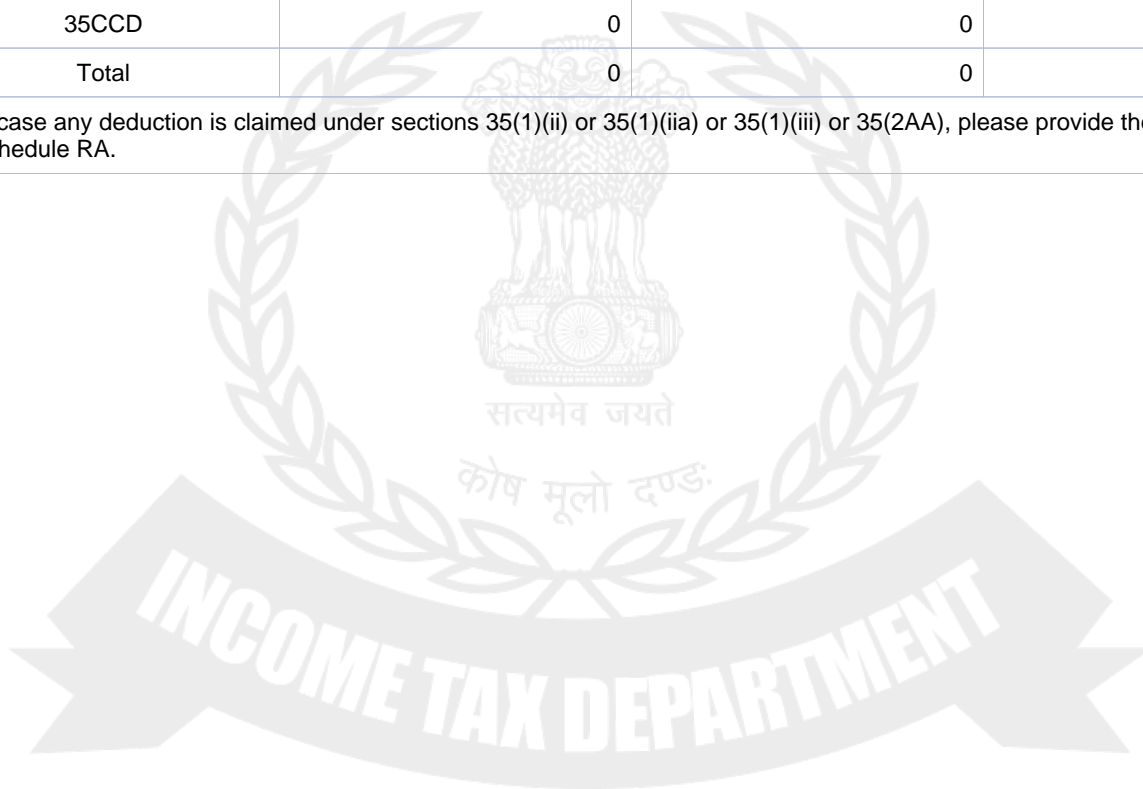 35CCD 0 0
Total 0 0
case any deduction is claimed under sections 35(1)(ii) or 35(1)(iia) or 35(1)(iii) or 35(2AA), please provide the
hedule RA.
सत्यमेव जयते
कोष मूलो दण्डः
INCOME TAX DEPARTMENT